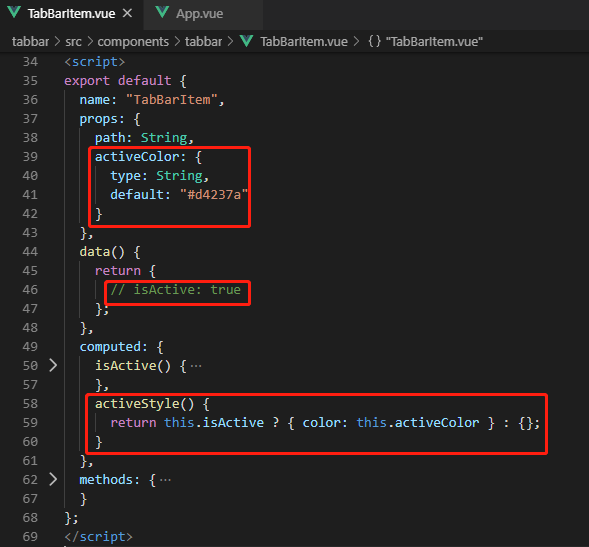 TabBarItem.vue × App.vue
tabbar > src > components > tabbar > TabBarItem.vue > {} "TabBarItem.vue"
34 <script>
35 export default {
36 name: "TabBarItem",
37 props: {
38 path: String,
39 activeColor: {
40 type: String,
41 default: "#d4237a"
42 }
43 },
44 data() {
45 return {
46 // isActive: true
47 };
48 },
49 computed: {
50 isActive() { ···
57 },
58 activeStyle() {
59 return this.isActive ? { color: this.activeColor } : {};
60 }
61 },
62 methods: { ···
67 }
68 };
69 </script>